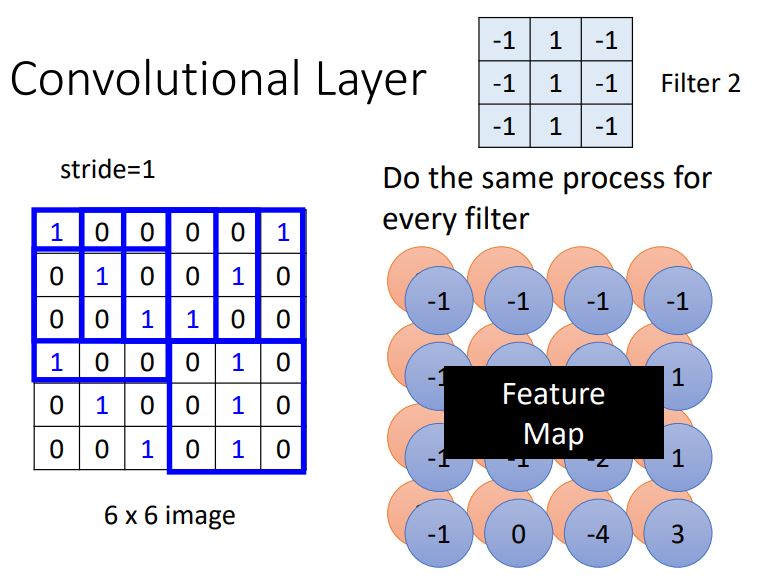 -1 1 -1
-1 1 -1
-1 1 -1
Convolutional Layer
Filter 2
stride=1
Do the same process for
every filter
1 0 0 0 0 1
0 1 0 0 1 0
0 0 1 1 0 0
1 0 0 0 1 0
0 1 0 0 1 0
0 0 1 0 1 0
6 x 6 image
-1 -1 -1 -1
1
Feature
Map
-1 -1 -2 1
-1 0 -4 3